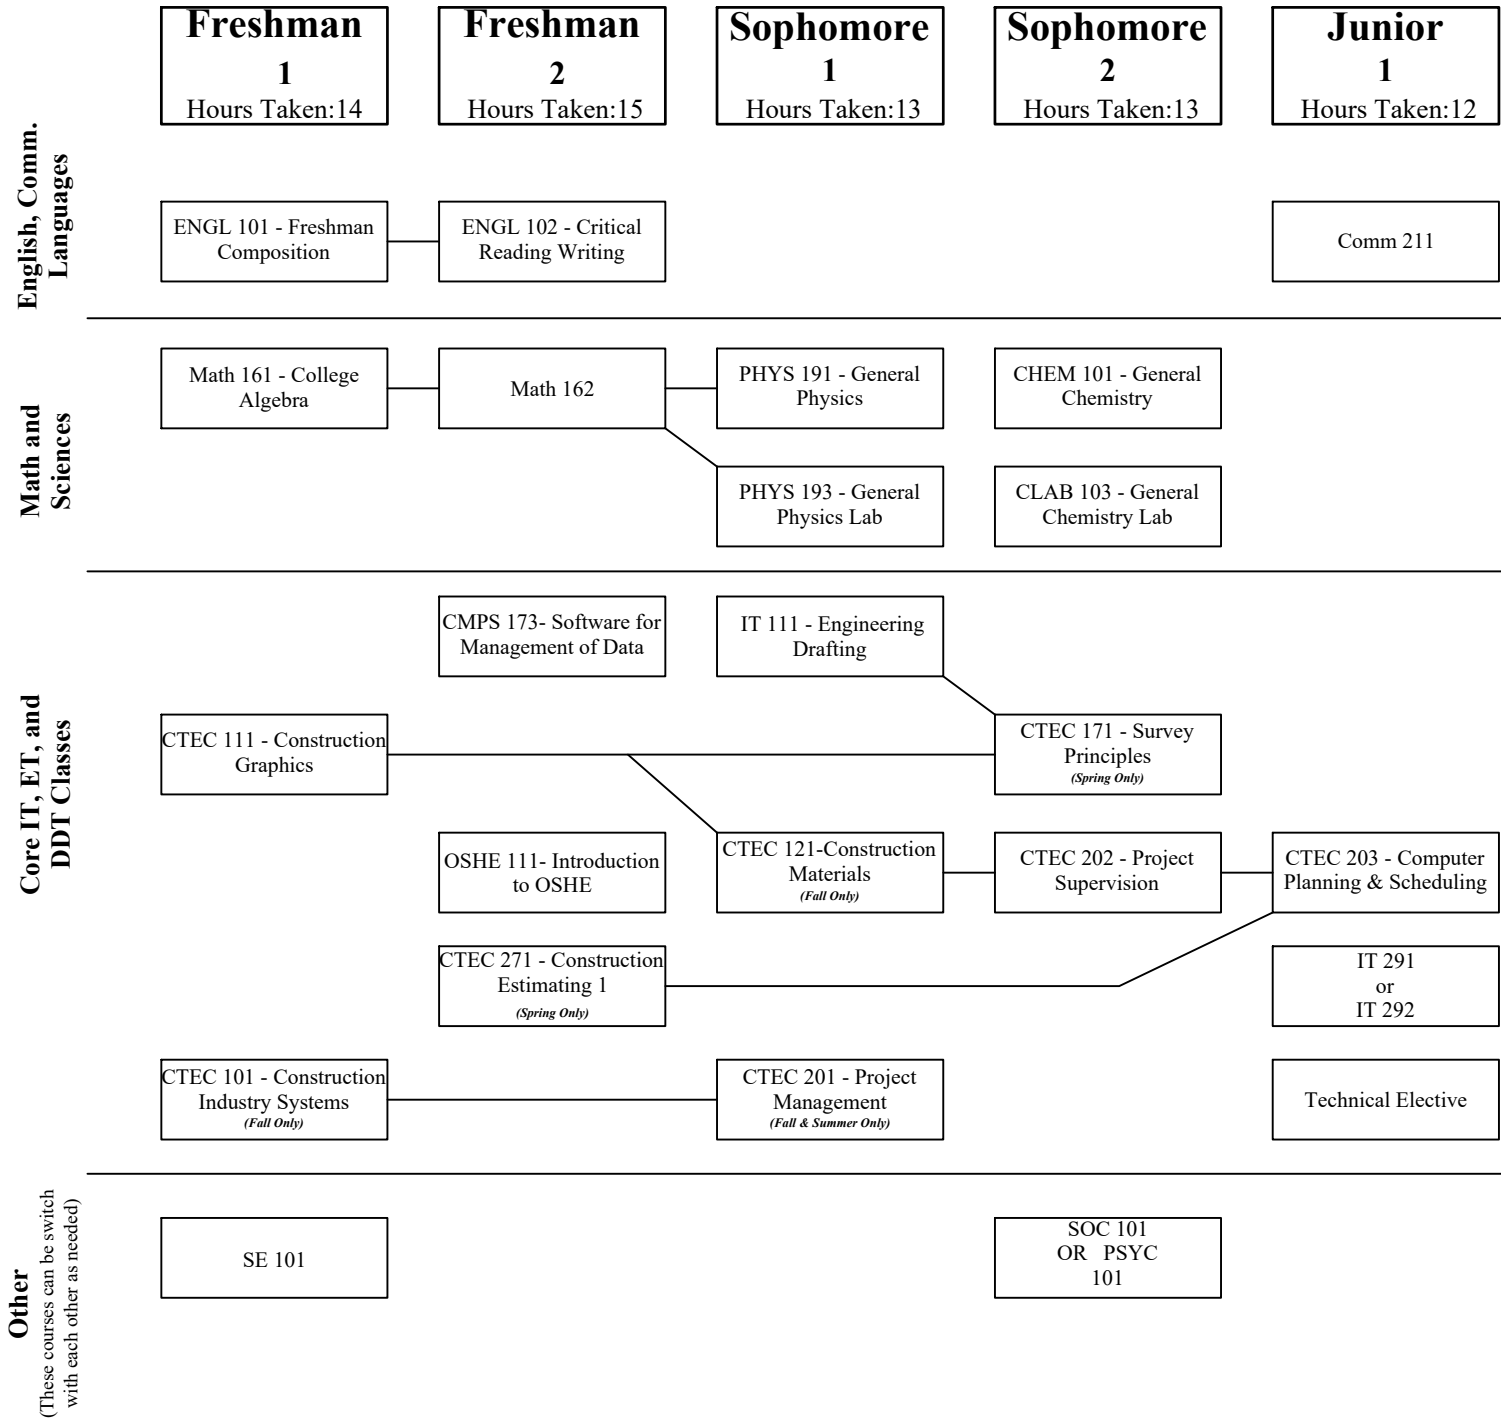 Freshman
1
Hours Taken:14
Freshman
2
Hours Taken:15
Sophomore
1
Hours Taken:13
Sophomore
2
Hours Taken:13
Junior
1
Hours Taken:12
English, Comm.
Languages
ENGL 101 - Freshman
Composition
ENGL 102 - Critical
Reading Writing
Comm 211
Math and
Sciences
Math 161 - College
Algebra
Math 162
PHYS 191 - General
Physics
CHEM 101 - General
Chemistry
PHYS 193 - General
Physics Lab
CLAB 103 - General
Chemistry Lab
Core IT, ET, and
DDT Classes
CMPS 173- Software for
Management of Data
IT 111 - Engineering
Drafting
CTEC 111 - Construction
Graphics
CTEC 171 - Survey
Principles
(Spring Only)
OSHE 111- Introduction
to OSHE
CTEC 121-Construction
Materials
(Fall Only)
CTEC 202 - Project
Supervision
CTEC 203 - Computer
Planning & Scheduling
CTEC 271 - Construction
Estimating 1
(Spring Only)
IT 291
or
IT 292
CTEC 101 - Construction
Industry Systems
(Fall Only)
CTEC 201 - Project
Management
(Fall & Summer Only)
Technical Elective
Other
(These courses can be switch
with each other as needed)
SE 101
SOC 101
OR PSYC
101